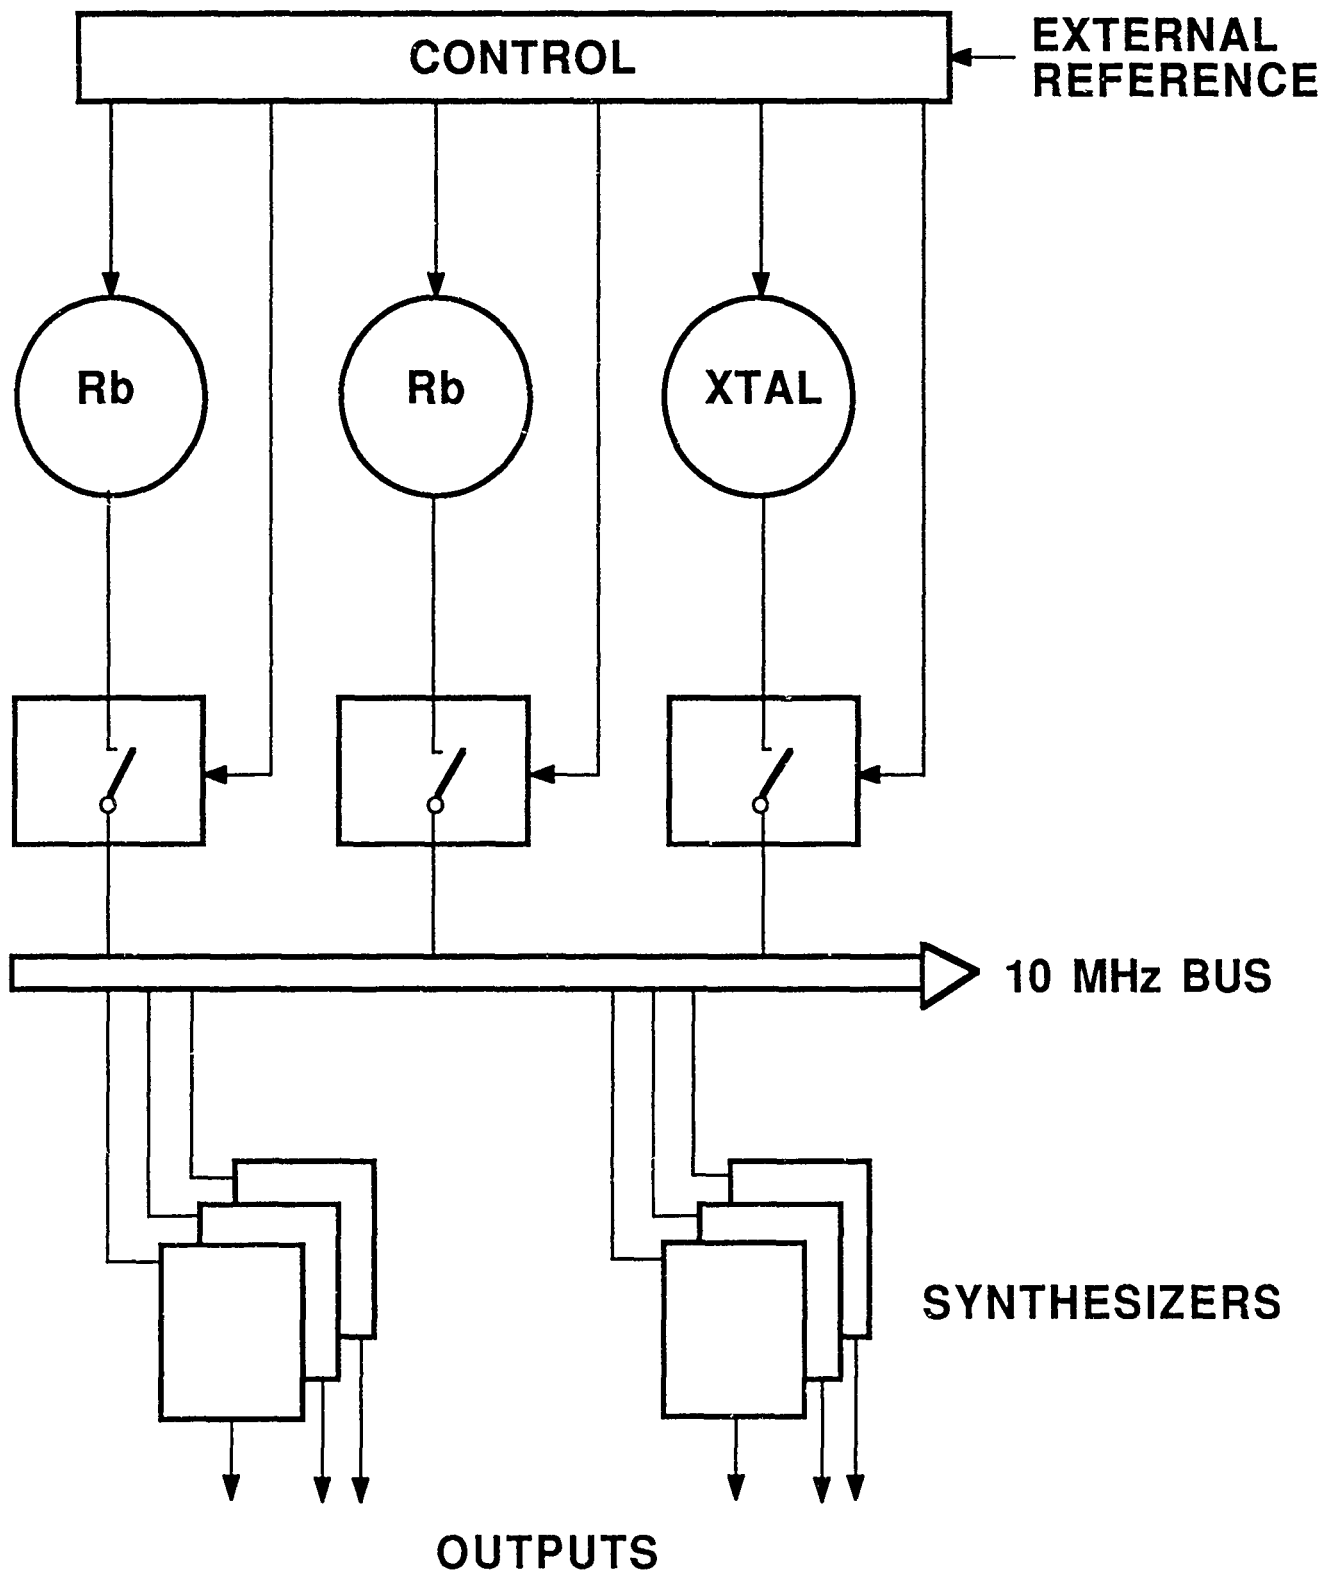 CONTROL
EXTERNAL
REFERENCE
Rb
Rb
XTAL
10 MHz BUS
SYNTHESIZERS
OUTPUTS